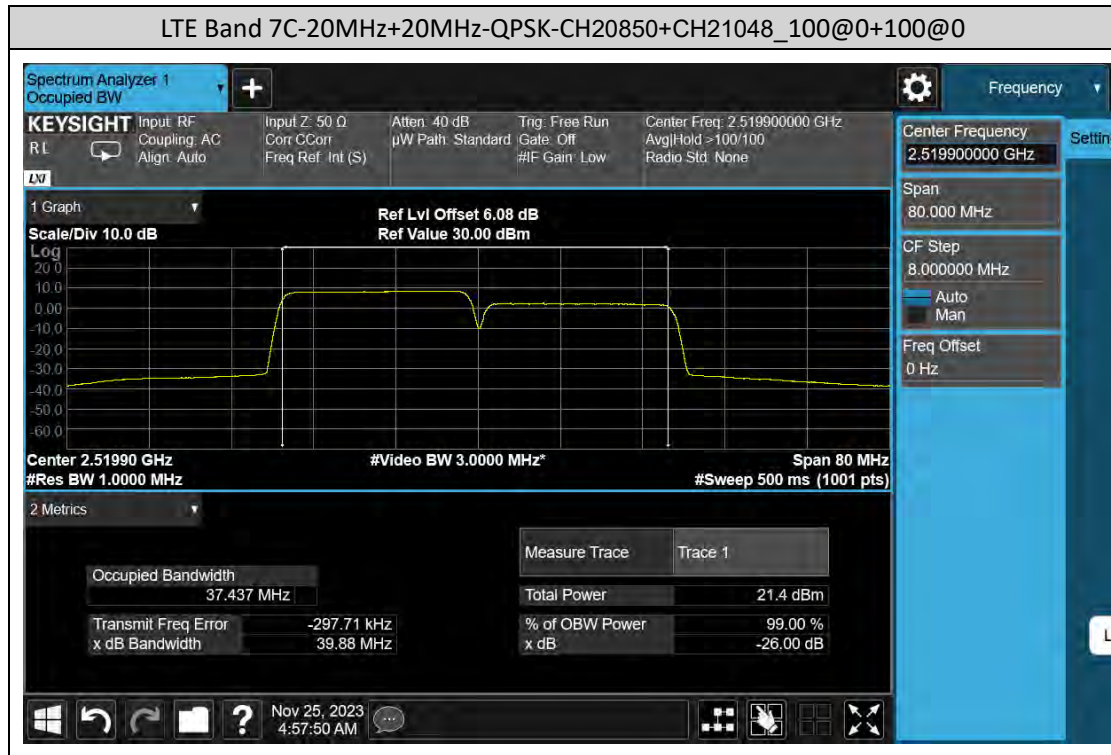 LTE Band 7C-20MHz+20MHz-QPSK-CH20850+CH21048_100@0+100@0
Spectrum Analyzer 1
Occupied BW
+
Frequency
KEYSIGHT
RL
LXI
Input: RF
Coupling: AC
Align: Auto
Input Z: 50 Ω
Corr CCorr
Freq Ref: Int (S)
Atten: 40 dB
µW Path: Standard
Trig: Free Run
Gate: Off
#IF Gain: Low
Center Freq: 2.519900000 GHz
Avg|Hold >100/100
Radio Std: None
Center Frequency
2.519900000 GHz
Settin
Span
80.000 MHz
CF Step
8.000000 MHz
Auto
Man
Freq Offset
0 Hz
1 Graph
Scale/Div 10.0 dB
Ref Lvl Offset 6.08 dB
Ref Value 30.00 dBm
Log
20.0
10.0
0.00
-10.0
-20.0
-30.0
-40.0
-50.0
-60.0
Center 2.51990 GHz
#Video BW 3.0000 MHz*
Span 80 MHz
#Res BW 1.0000 MHz
#Sweep 500 ms (1001 pts)
2 Metrics
Measure Trace Trace 1
Occupied Bandwidth
37.437 MHz
Total Power 21.4 dBm
Transmit Freq Error -297.71 kHz
% of OBW Power 99.00 %
x dB Bandwidth 39.88 MHz
x dB -26.00 dB
L
?
Nov 25, 2023
4:57:50 AM